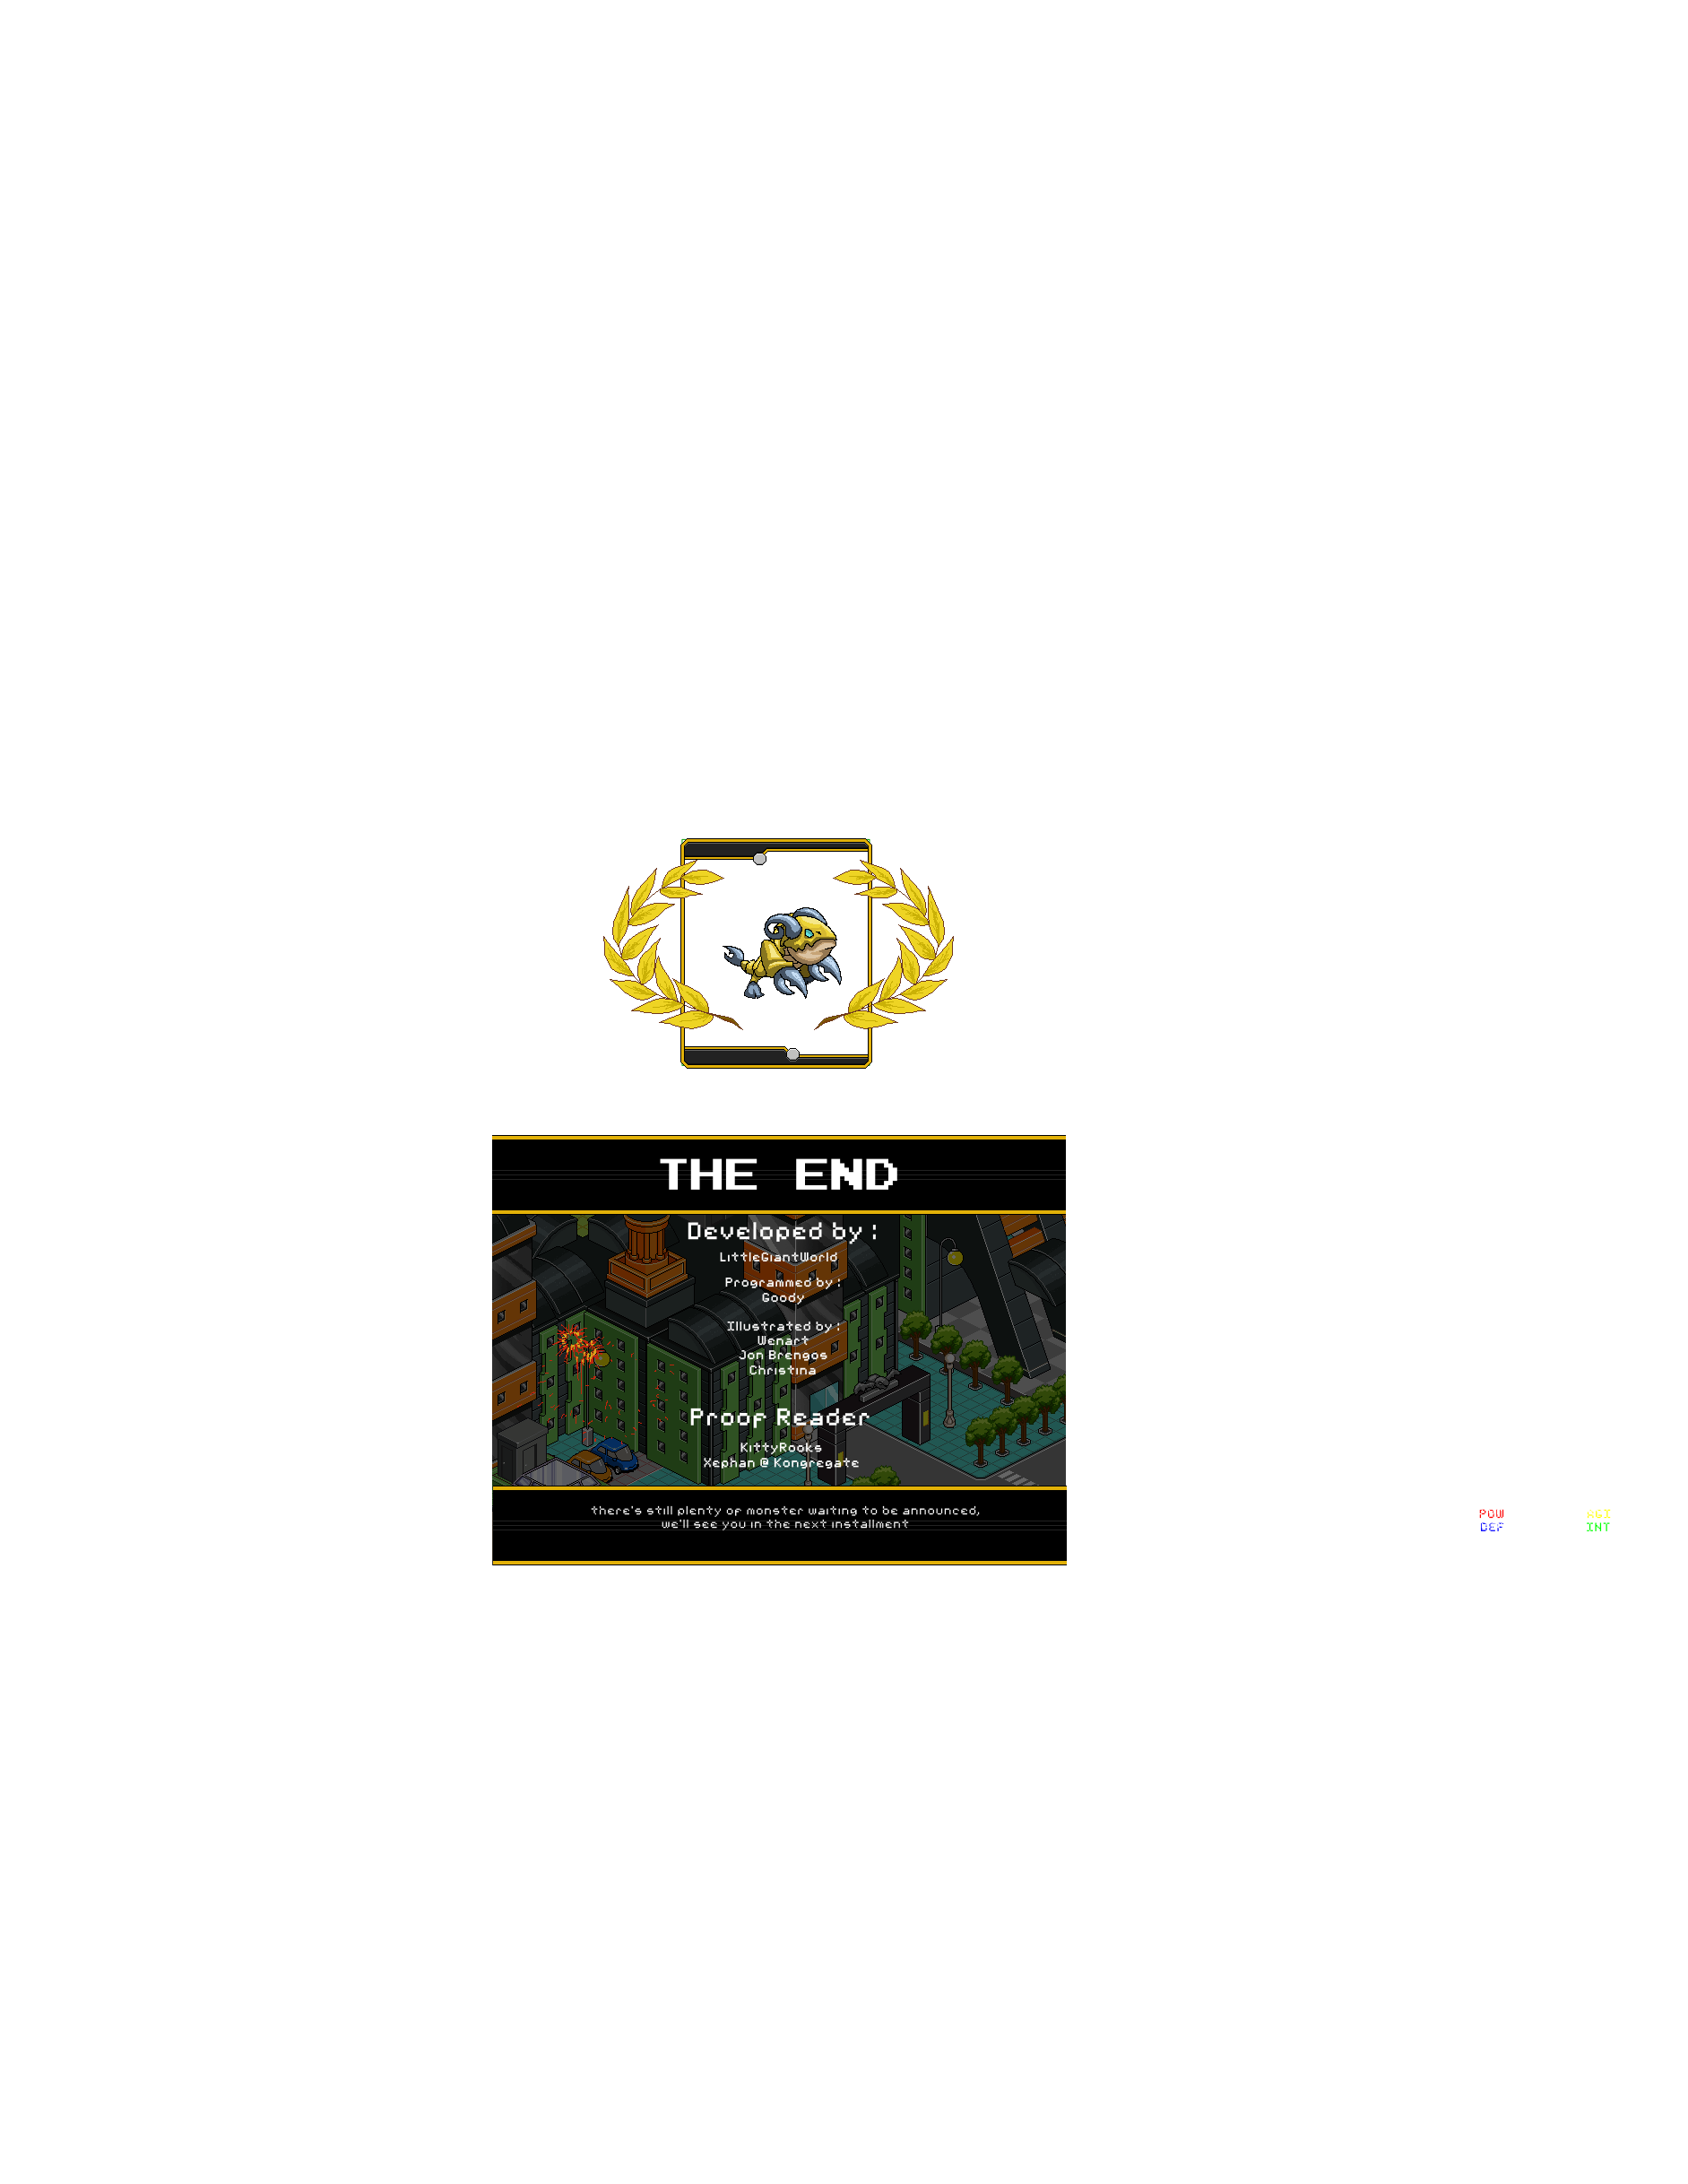 THE END
Developed by :
LittleGiantWorld
Programmed by :
Goody
Illustrated by :
Wenart
Jon Brengos
Christina
Proof Reader
KittyRooks
Xephan @ Kongregate
there's still plenty of monster waiting to be announced,
we'll see you in the next installment
POW AGI
DEF INT